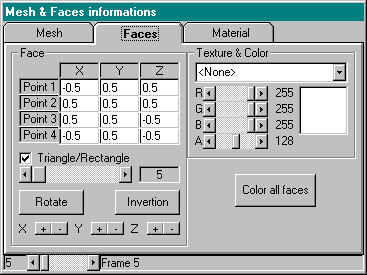 Mesh & Faces informations
Mesh Faces Material
Face
X Y Z
Point 1 -0.5 0.5 0.5
Point 2 0.5 0.5 0.5
Point 3 0.5 0.5 -0.5
Point 4 -0.5 0.5 -0.5
Triangle/Rectangle
5
Rotate Invertion
X + - Y + - Z + -
Texture & Color
<None>
R 255
G 255
B 255
A 128
Color all faces
5 Frame 5